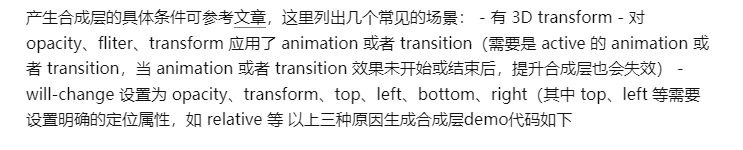 产生合成层的具体条件可参考文章，这里列出几个常见的场景： - 有 3D transform - 对
opacity、fliter、transform 应用了 animation 或者 transition（需要是 active 的 animation 或
者 transition，当 animation 或者 transition 效果未开始或结束后，提升合成层也会失效） -
will-change 设置为 opacity、transform、top、left、bottom、right（其中 top、left 等需要
设置明确的定位属性，如 relative 等 以上三种原因生成合成层demo代码如下